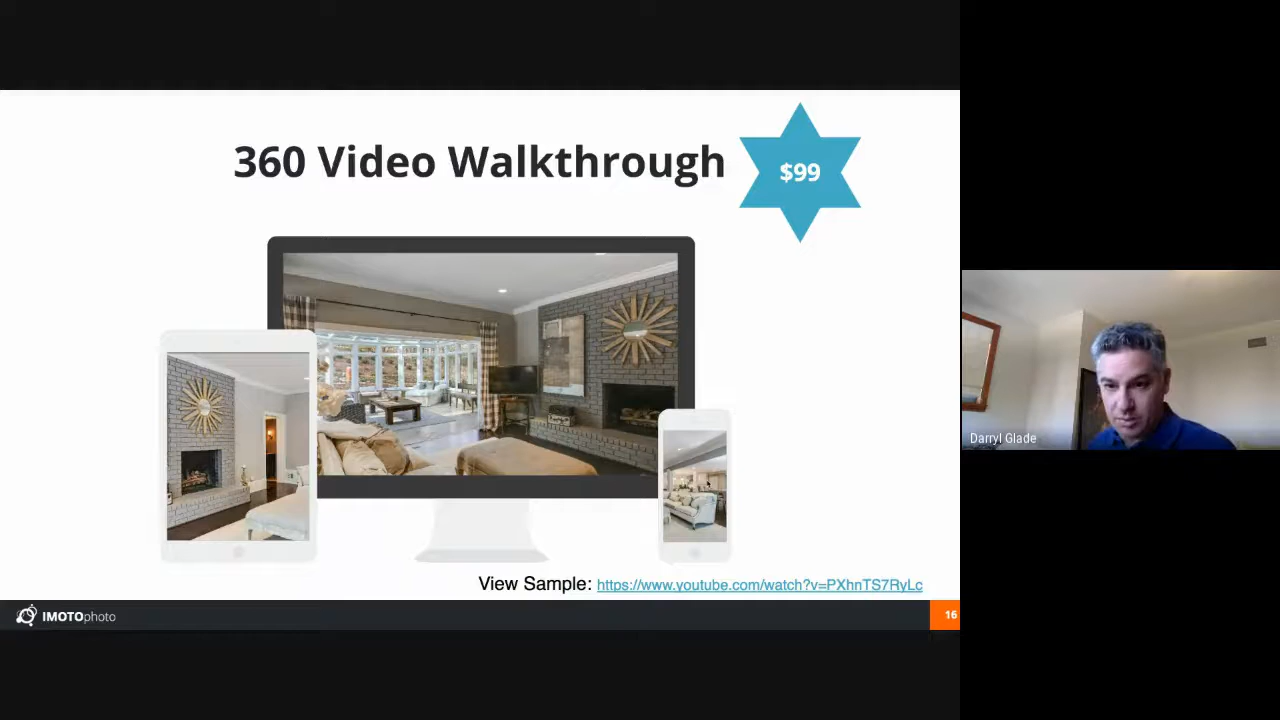 360 Video Walkthrough
$99
View Sample: https://www.youtube.com/watch?v=PXhnTS7RyLc
IMOTOphoto
16
Darryl Glade